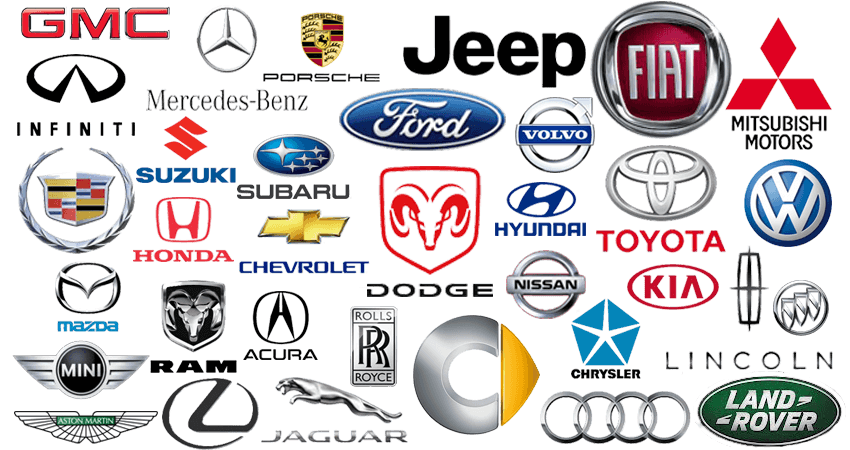 GMC
PORSCHE
Jeep
FIAT
INFINITI
Mercedes-Benz
Ford
VOLVO
MITSUBISHI
MOTORS
SUZUKI
SUBARU
HYUNDAI
TOYOTA
HONDA
CHEVROLET
DODGE
NISSAN
KIA
mazda
RAM
ACURA
ROLLS
RR
ROYCE
CHRYSLER
LINCOLN
MINI
ASTON MARTIN
JAGUAR
LAND-
-ROVER